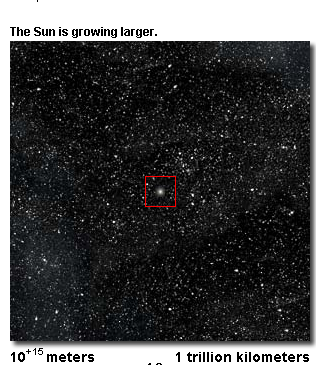 The Sun is growing larger.
10+15 meters 1 trillion kilometers